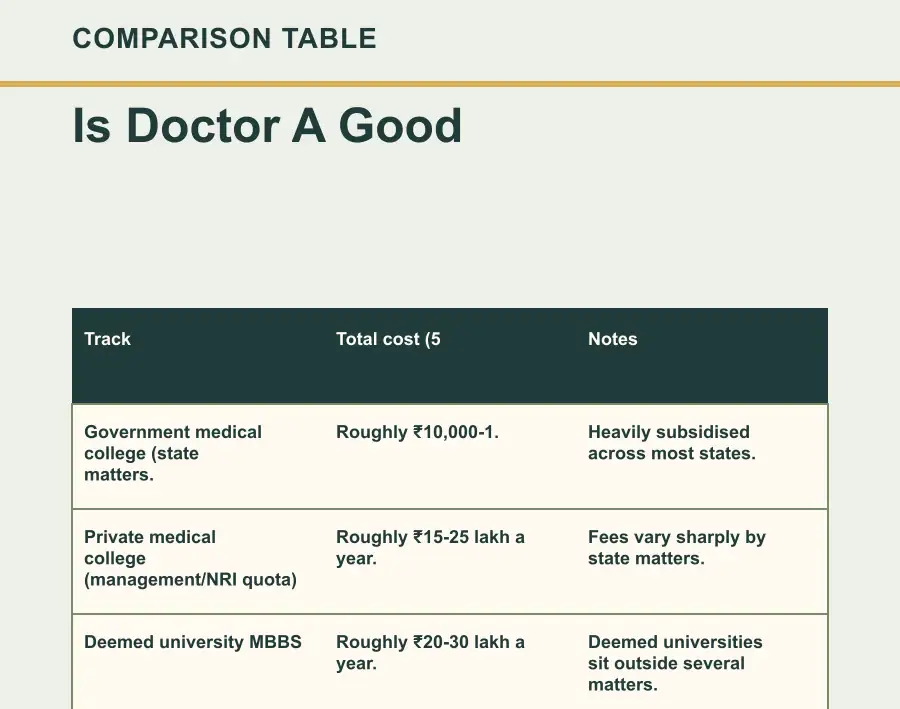 COMPARISON TABLE
Is Doctor A Good
Track
Total cost (5
Notes
Government medical
college (state
matters.
Roughly ₹10,000-1.
Heavily subsidised
across most states.
Private medical
college
(management/NRI quota)
Roughly ₹15-25 lakh a
year.
Fees vary sharply by
state matters.
Deemed university MBBS
Roughly ₹20-30 lakh a
year.
Deemed universities
sit outside several
matters.